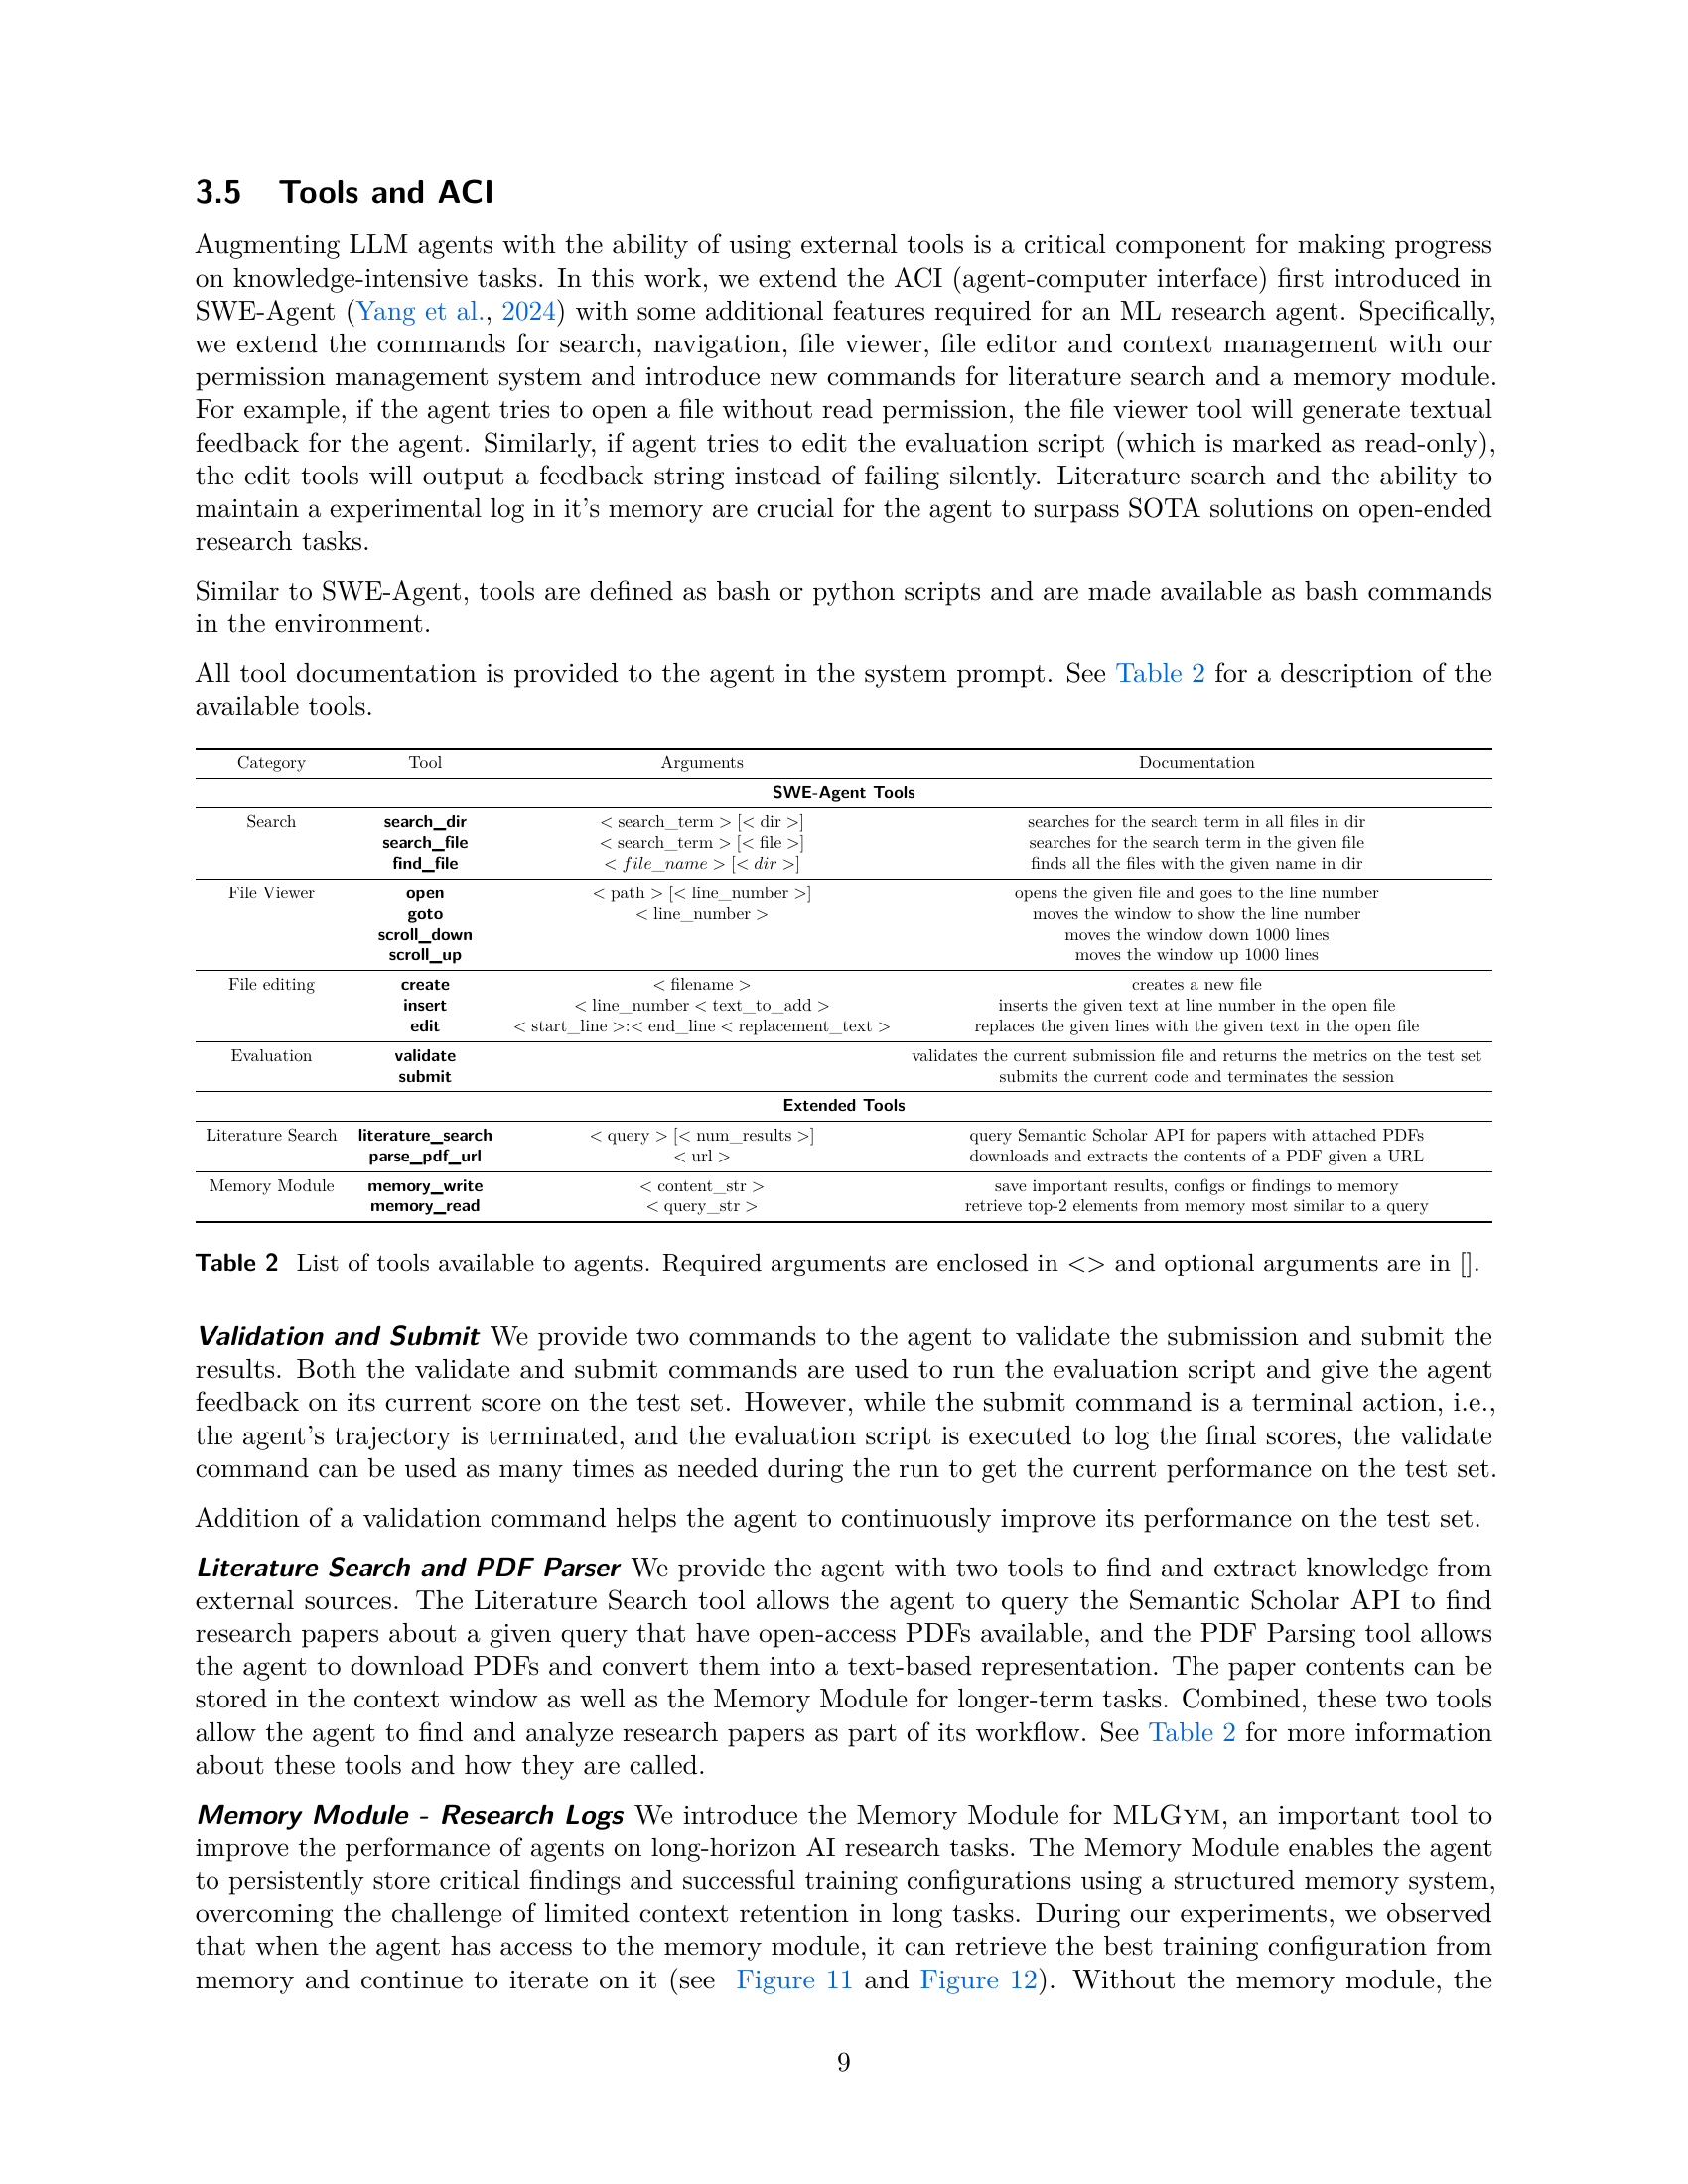 3.5 Tools and ACI
Augmenting LLM agents with the ability of using external tools is a critical component for making progress
on knowledge-intensive tasks. In this work, we extend the ACI (agent-computer interface) first introduced in
SWE-Agent (Yang et al., 2024) with some additional features required for an ML research agent. Specifically,
we extend the commands for search, navigation, file viewer, file editor and context management with our
permission management system and introduce new commands for literature search and a memory module.
For example, if the agent tries to open a file without read permission, the file viewer tool will generate textual
feedback for the agent. Similarly, if agent tries to edit the evaluation script (which is marked as read-only),
the edit tools will output a feedback string instead of failing silently. Literature search and the ability to
maintain a experimental log in it's memory are crucial for the agent to surpass SOTA solutions on open-ended
research tasks.
Similar to SWE-Agent, tools are defined as bash or python scripts and are made available as bash commands
in the environment.
All tool documentation is provided to the agent in the system prompt. See Table 2 for a description of the
available tools.
Category Tool Arguments Documentation
SWE-Agent Tools
Search search_dir < search_term > [< dir >] searches for the search term in all files in dir
search_file < search_term > [< file >] searches for the search term in the given file
find_file < file_name > [< dir >] finds all the files with the given name in dir
File Viewer open < path > [< line_number >] opens the given file and goes to the line number
goto < line_number > moves the window to show the line number
scroll_down moves the window down 1000 lines
scroll_up moves the window up 1000 lines
File editing create < filename > creates a new file
insert < line_number < text_to_add > inserts the given text at line number in the open file
edit < start_line >:< end_line < replacement_text > replaces the given lines with the given text in the open file
Evaluation validate validates the current submission file and returns the metrics on the test set
submit submits the current code and terminates the session
Extended Tools
Literature Search literature_search < query > [< num_results >] query Semantic Scholar API for papers with attached PDFs
parse_pdf_url < url > downloads and extracts the contents of a PDF given a URL
Memory Module memory_write < content_str > save important results, configs or findings to memory
memory_read < query_str > retrieve top-2 elements from memory most similar to a query
Table 2 List of tools available to agents. Required arguments are enclosed in <> and optional arguments are in [].
Validation and Submit We provide two commands to the agent to validate the submission and submit the
results. Both the validate and submit commands are used to run the evaluation script and give the agent
feedback on its current score on the test set. However, while the submit command is a terminal action, i.e.,
the agent's trajectory is terminated, and the evaluation script is executed to log the final scores, the validate
command can be used as many times as needed during the run to get the current performance on the test set.
Addition of a validation command helps the agent to continuously improve its performance on the test set.
Literature Search and PDF Parser We provide the agent with two tools to find and extract knowledge from
external sources. The Literature Search tool allows the agent to query the Semantic Scholar API to find
research papers about a given query that have open-access PDFs available, and the PDF Parsing tool allows
the agent to download PDFs and convert them into a text-based representation. The paper contents can be
stored in the context window as well as the Memory Module for longer-term tasks. Combined, these two tools
allow the agent to find and analyze research papers as part of its workflow. See Table 2 for more information
about these tools and how they are called.
Memory Module - Research Logs We introduce the Memory Module for MLGYM, an important tool to
improve the performance of agents on long-horizon AI research tasks. The Memory Module enables the agent
to persistently store critical findings and successful training configurations using a structured memory system,
overcoming the challenge of limited context retention in long tasks. During our experiments, we observed
that when the agent has access to the memory module, it can retrieve the best training configuration from
memory and continue to iterate on it (see Figure 11 and Figure 12). Without the memory module, the
9